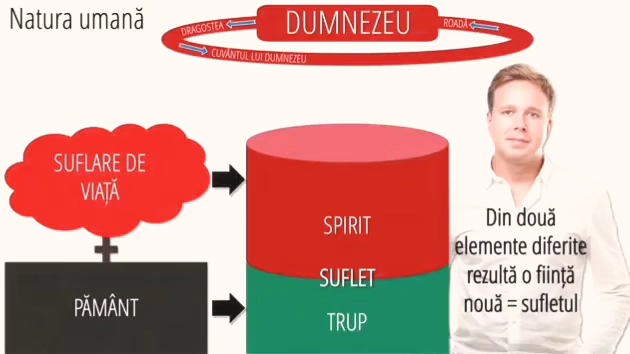 Natura umană
DUMNEZEU
DRAGOSTEA
ROADĂ
CUVÂNTUL LUI DUMNEZEU
SUFLARE DE
VIAȚĂ
PĂMÂNT
SPIRIT
SUFLET
TRUP
Din două
elemente diferite
rezultă o ființă
nouă = sufletul